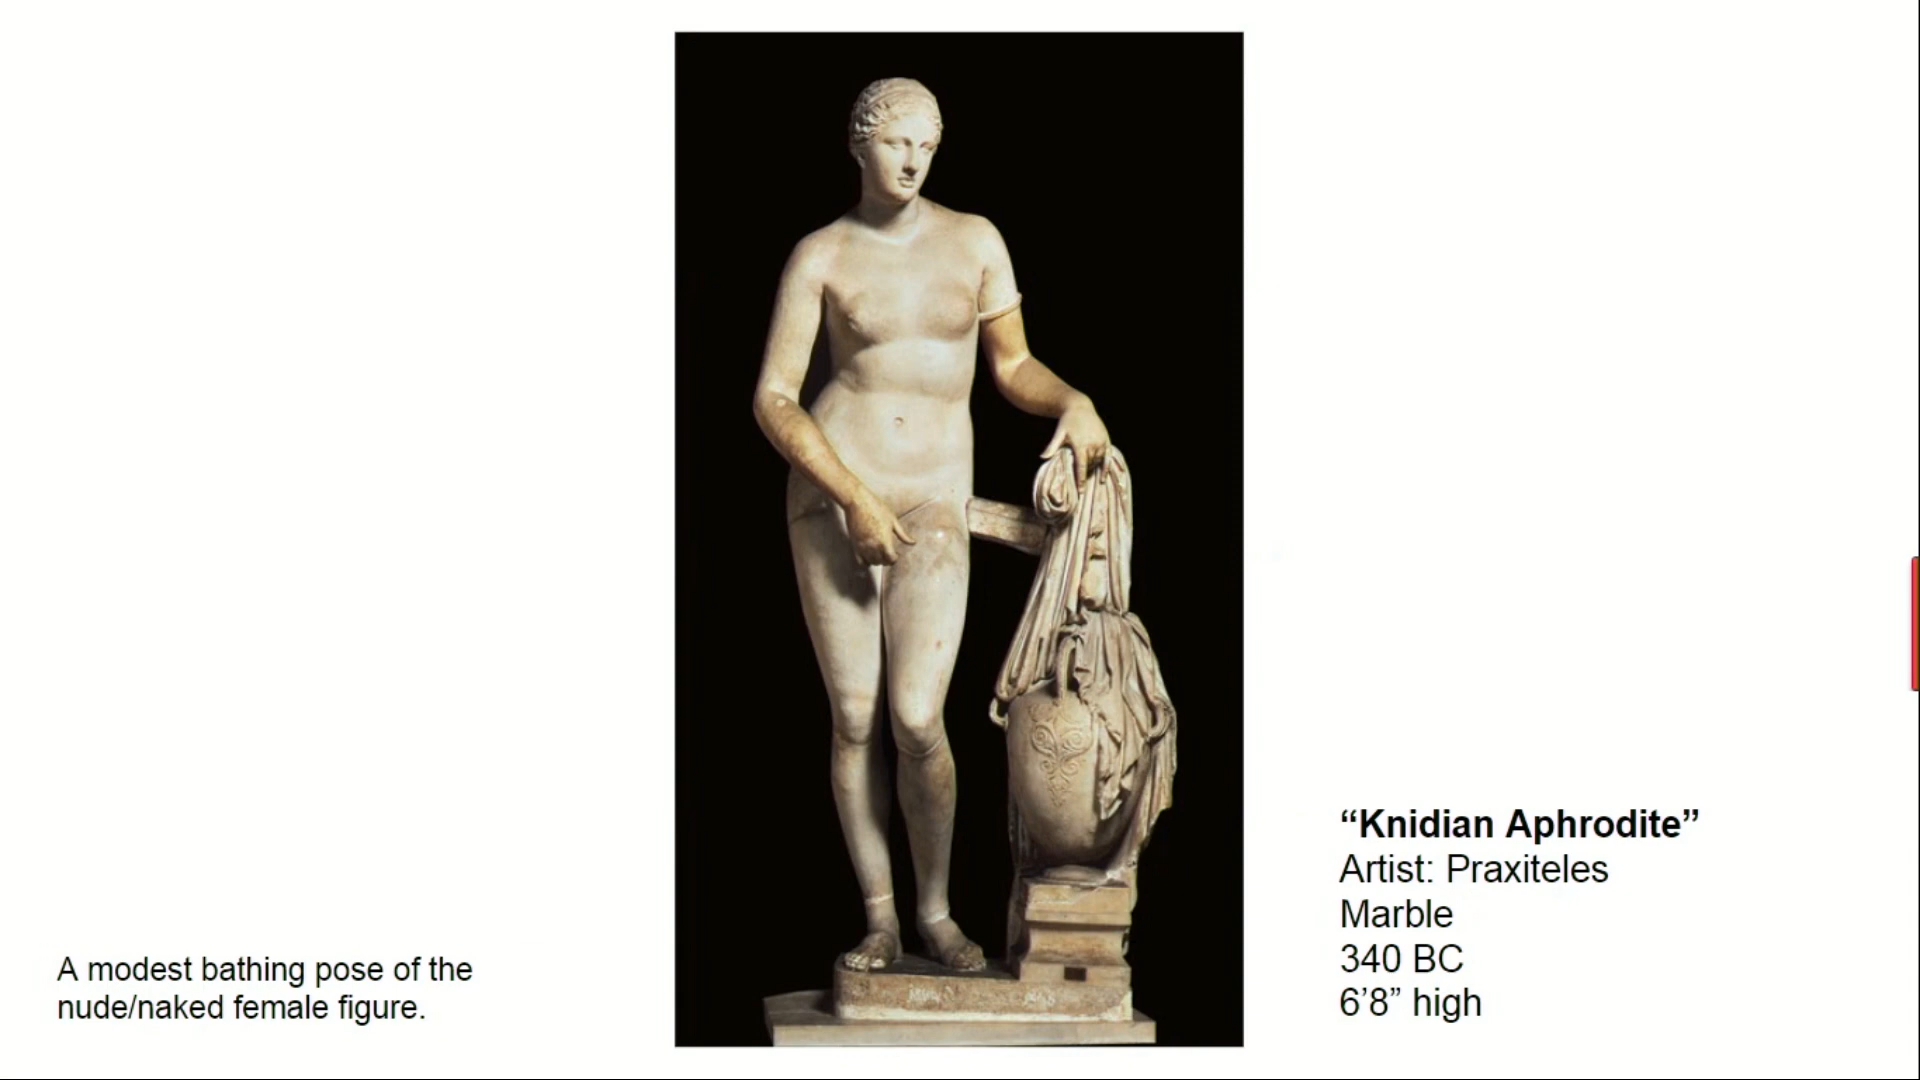 A modest bathing pose of the
nude/naked female figure.
“Knidian Aphrodite”
Artist: Praxiteles
Marble
340 BC
6’8” high